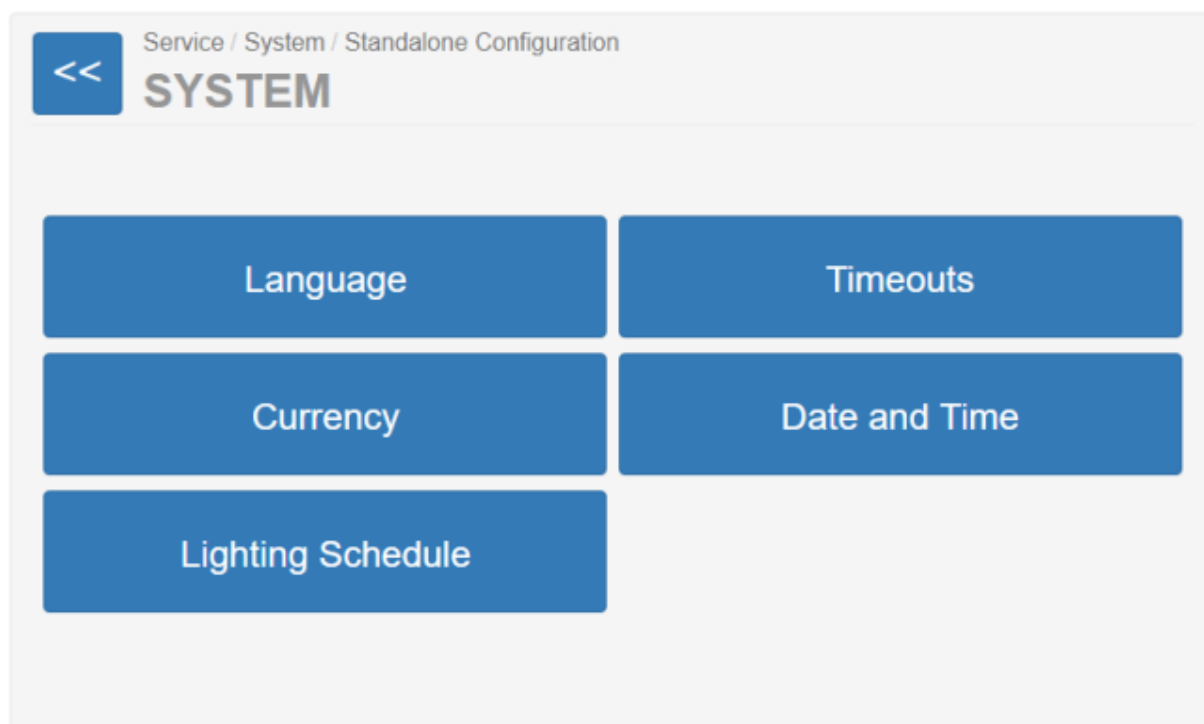 <<
Service / System / Standalone Configuration
SYSTEM
Language
Timeouts
Currency
Date and Time
Lighting Schedule